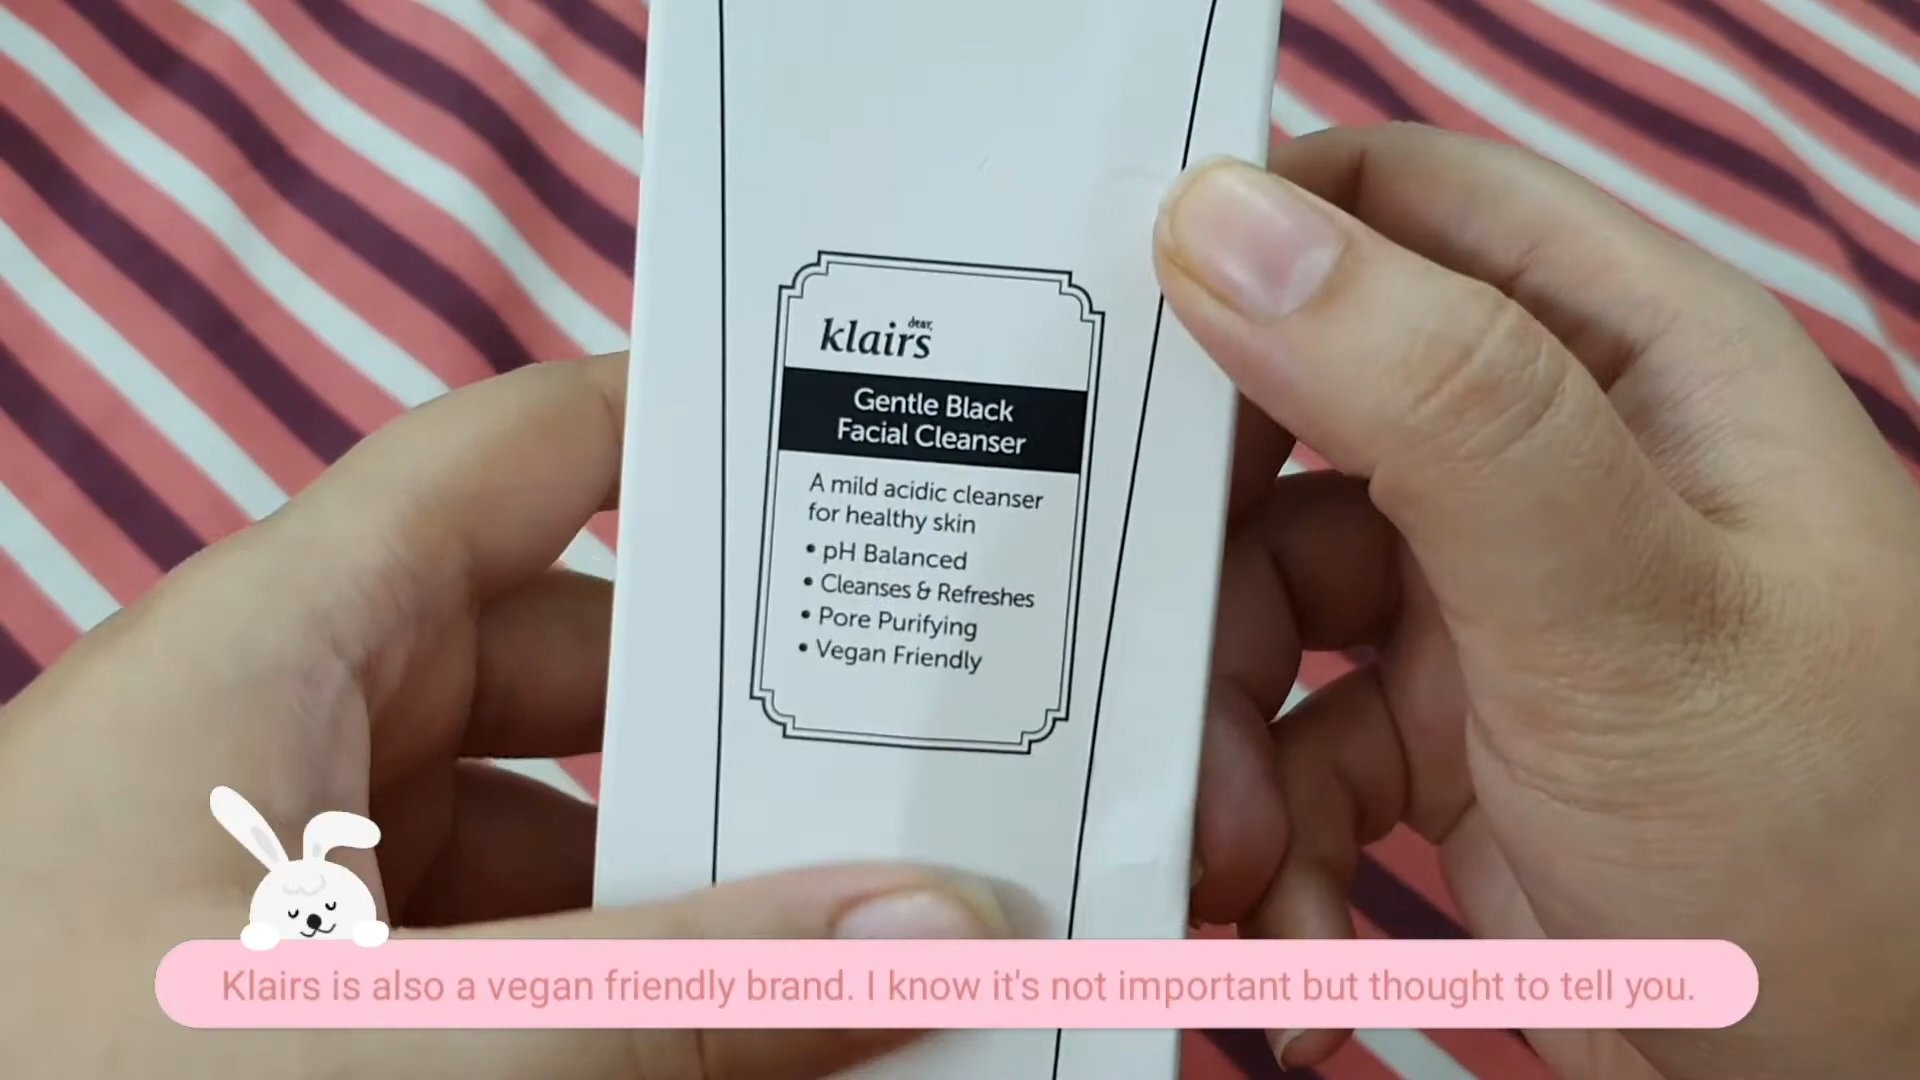 dear,
klairs
Gentle Black
Facial Cleanser
A mild acidic cleanser
for healthy skin
• pH Balanced
• Cleanses & Refreshes
• Pore Purifying
• Vegan Friendly
Klairs is also a vegan friendly brand. I know it's not important but thought to tell you.